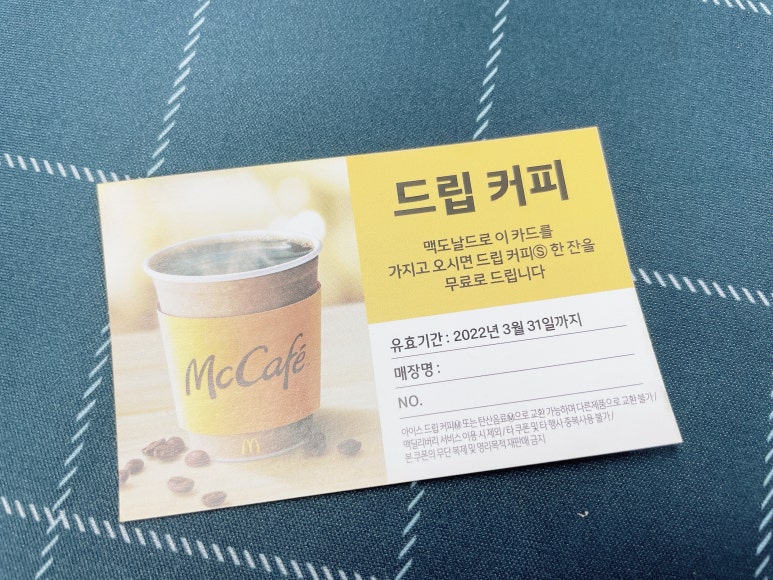 드립 커피
맥도날드로 이 카드를
가지고 오시면 드립 커피Ⓢ 한 잔을
무료로 드립니다
McCafé
유효기간 : 2022년 3월 31일까지
매장명 :
NO.
아이스 드립 커피Ⓜ 또는 탄산음료Ⓜ으로 교환 가능하며 다른제품으로 교환 불가 /
맥딜리버리 서비스 이용 시 제외 / 타 쿠폰 및 타 행사 중복사용 불가 /
본 쿠폰의 무단 복제 및 영리목적 재판매 금지